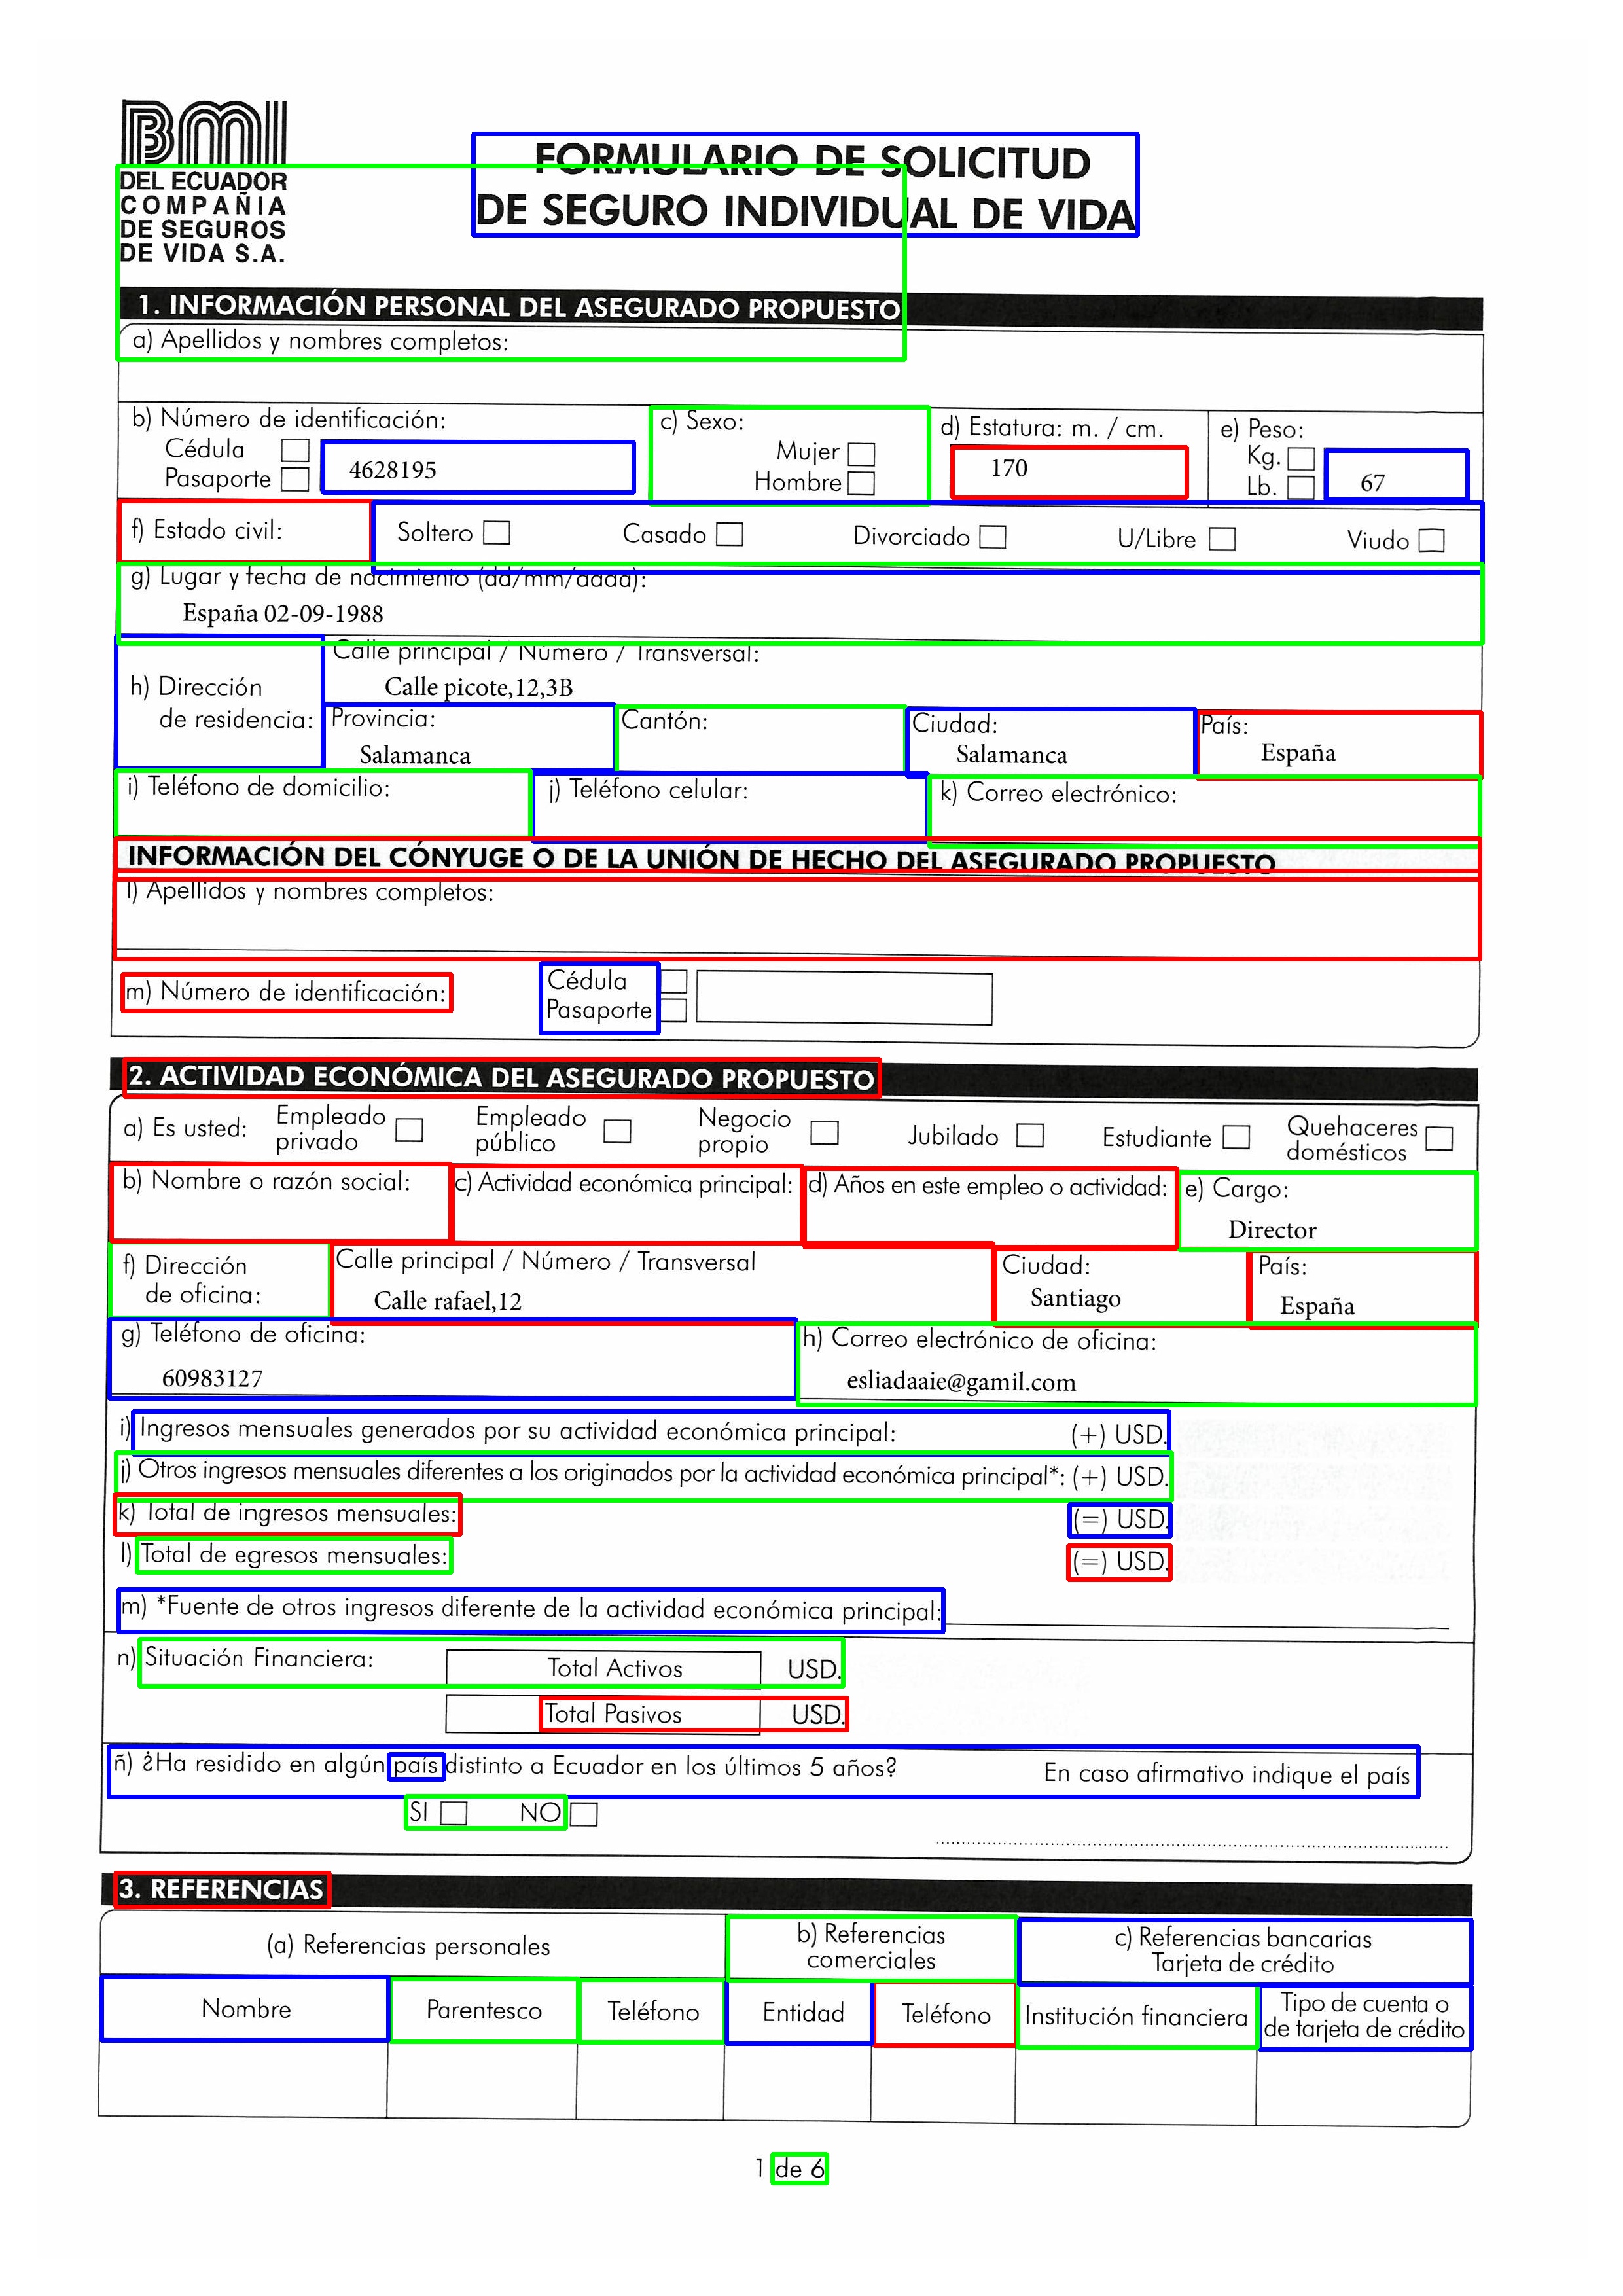 BMI
DEL ECUADOR
COMPAÑIA
DE SEGUROS
DE VIDA S.A.
FORMULARIO DE SOLICITUD
DE SEGURO INDIVIDUAL DE VIDA
1. INFORMACIÓN PERSONAL DEL ASEGURADO PROPUESTO
a) Apellidos y nombres completos:
b) Número de identificación:
Cédula
Pasaporte
4628195
c) Sexo:
Mujer
Hombre
d) Estatura: m. / cm.
170
e) Peso:
Kg.
Lb.
67
f) Estado civil: Soltero Casado Divorciado U/Libre Viudo
g) Lugar y fecha de nacimiento (dd/mm/aaaa):
España 02-09-1988
h) Dirección
de residencia:
Calle principal / Número / Transversal:
Calle picote,12,3B
Provincia:
Salamanca
Cantón:
Ciudad:
Salamanca
País:
España
i) Teléfono de domicilio:
j) Teléfono celular:
k) Correo electrónico:
INFORMACIÓN DEL CÓNYUGE O DE LA UNIÓN DE HECHO DEL ASEGURADO PROPUESTO
l) Apellidos y nombres completos:
m) Número de identificación:
Cédula
Pasaporte
2. ACTIVIDAD ECONÓMICA DEL ASEGURADO PROPUESTO
a) Es usted:
Empleado
privado
Empleado
público
Negocio
propio
Jubilado
Estudiante
Quehaceres
domésticos
b) Nombre o razón social:
c) Actividad económica principal:
d) Años en este empleo o actividad:
e) Cargo:
Director
f) Dirección
de oficina:
Calle principal / Número / Transversal
Calle rafael,12
Ciudad:
Santiago
País:
España
g) Teléfono de oficina:
60983127
h) Correo electrónico de oficina:
esliadaaie@gamil.com
i) Ingresos mensuales generados por su actividad económica principal: (+) USD.
j) Otros ingresos mensuales diferentes a los originados por la actividad económica principal*: (+) USD.
k) Total de ingresos mensuales: (=) USD.
l) Total de egresos mensuales: (=) USD.
m) *Fuente de otros ingresos diferente de la actividad económica principal:
n) Situación Financiera: Total Activos USD.
Total Pasivos USD.
ñ) ¿Ha residido en algún país distinto a Ecuador en los últimos 5 años? En caso afirmativo indique el país
SI NO
3. REFERENCIAS
(a) Referencias personales
b) Referencias
comerciales
c) Referencias bancarias
Tarjeta de crédito
Nombre
Parentesco
Teléfono
Entidad
Teléfono
Institución financiera
Tipo de cuenta o
de tarjeta de crédito
1 de 6